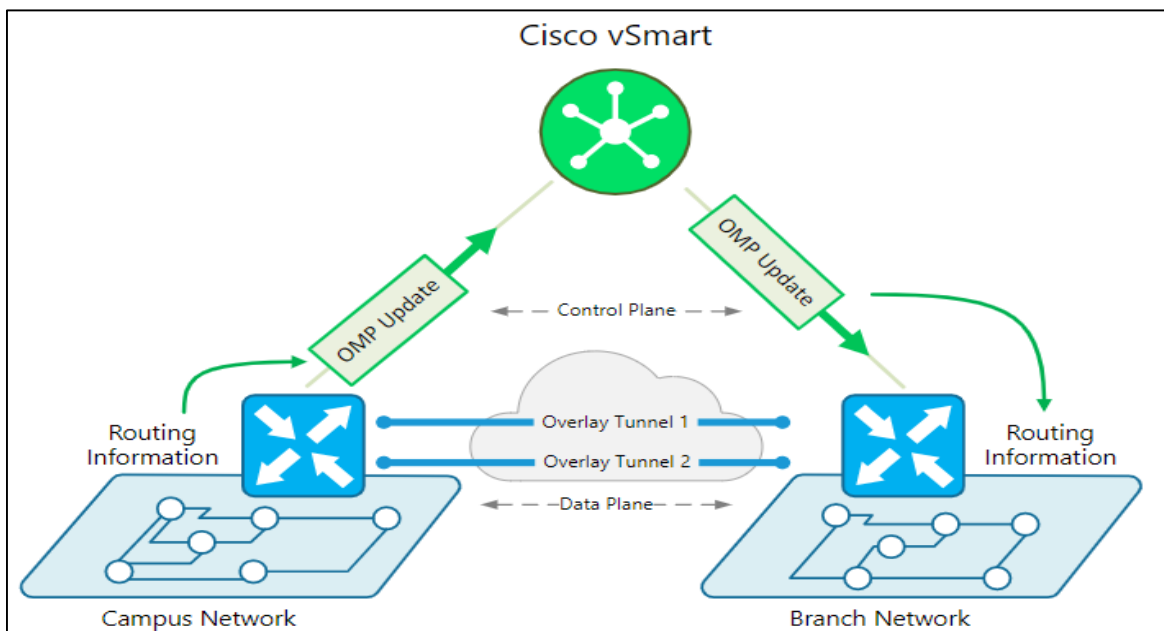 Cisco vSmart
OMP Update
OMP Update
Control Plane
Routing
Information
Overlay Tunnel 1
Overlay Tunnel 2
Routing
Information
Data Plane
Campus Network
Branch Network